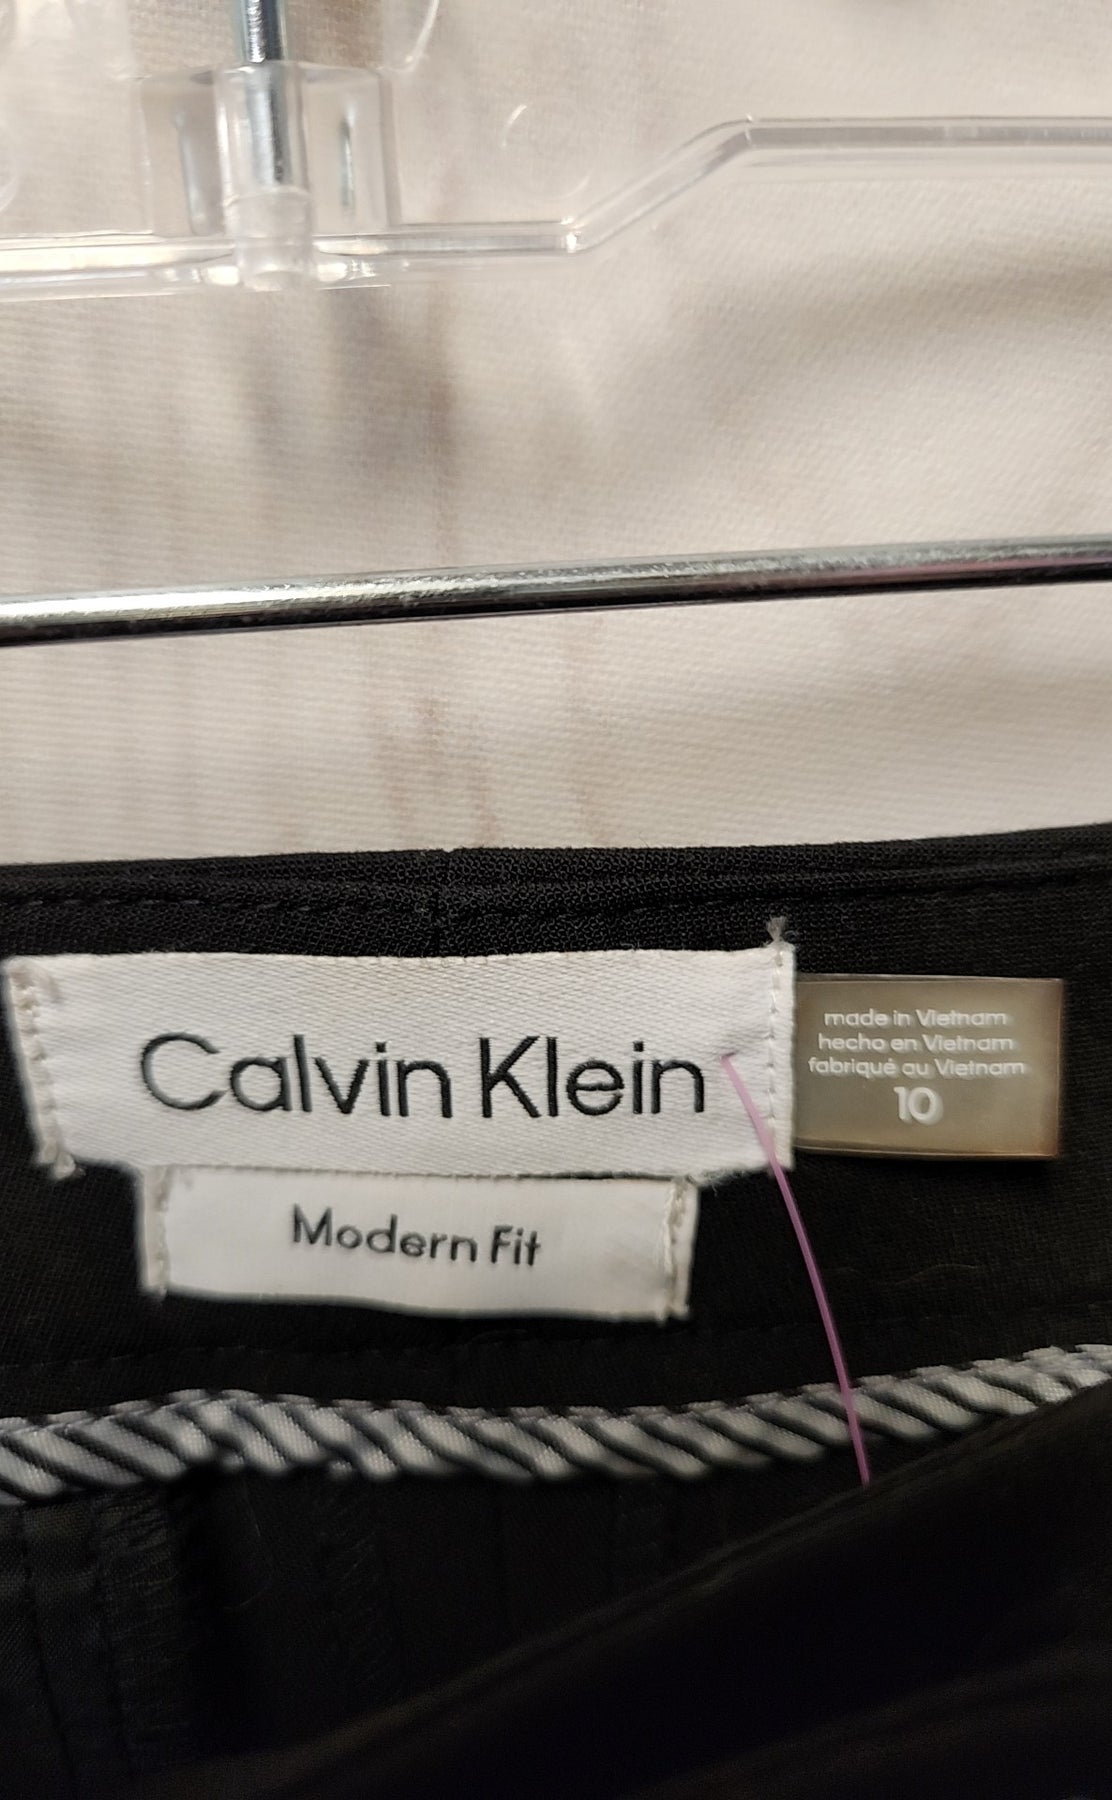 Calvin Klein
Modern Fit
made in Vietnam
hecho en Vietnam
fabriqué au Vietnam
10